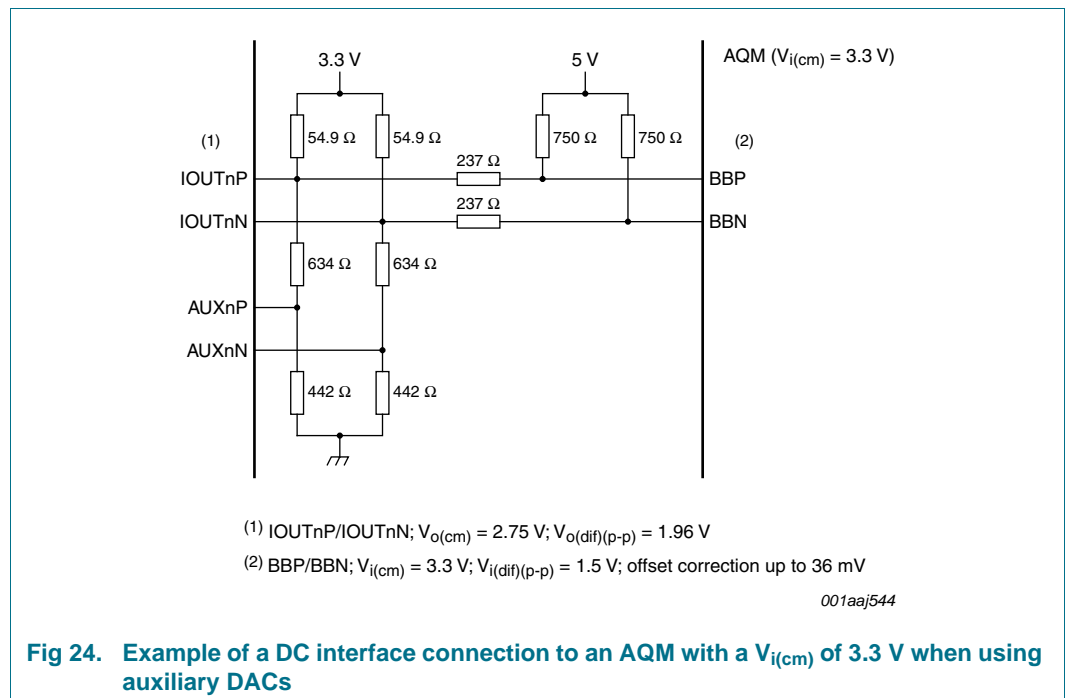 3.3 V 5 V AQM (Vi(cm) = 3.3 V)
(1) 54.9 Ω 54.9 Ω 750 Ω 750 Ω (2)
237 Ω
IOUTnP BBP
237 Ω
IOUTnN BBN
634 Ω 634 Ω
AUXnP
AUXnN
442 Ω 442 Ω
(1) IOUTnP/IOUTnN; Vo(cm) = 2.75 V; Vo(dif)(p-p) = 1.96 V
(2) BBP/BBN; Vi(cm) = 3.3 V; Vi(dif)(p-p) = 1.5 V; offset correction up to 36 mV
001aaj544
Fig 24. Example of a DC interface connection to an AQM with a Vi(cm) of 3.3 V when using
auxiliary DACs